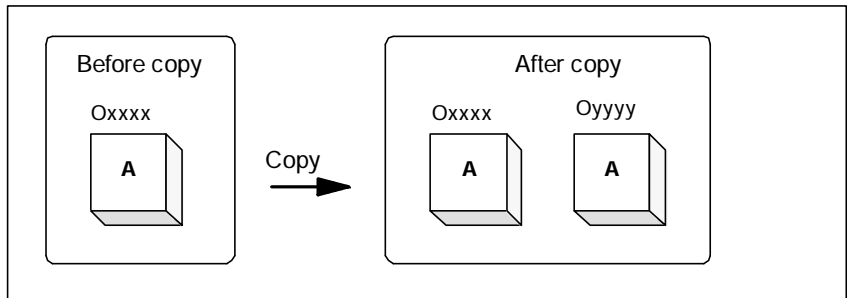 Before copy
Oxxxx
A
Copy
After copy
Oxxxx
Oyyyy
A
A